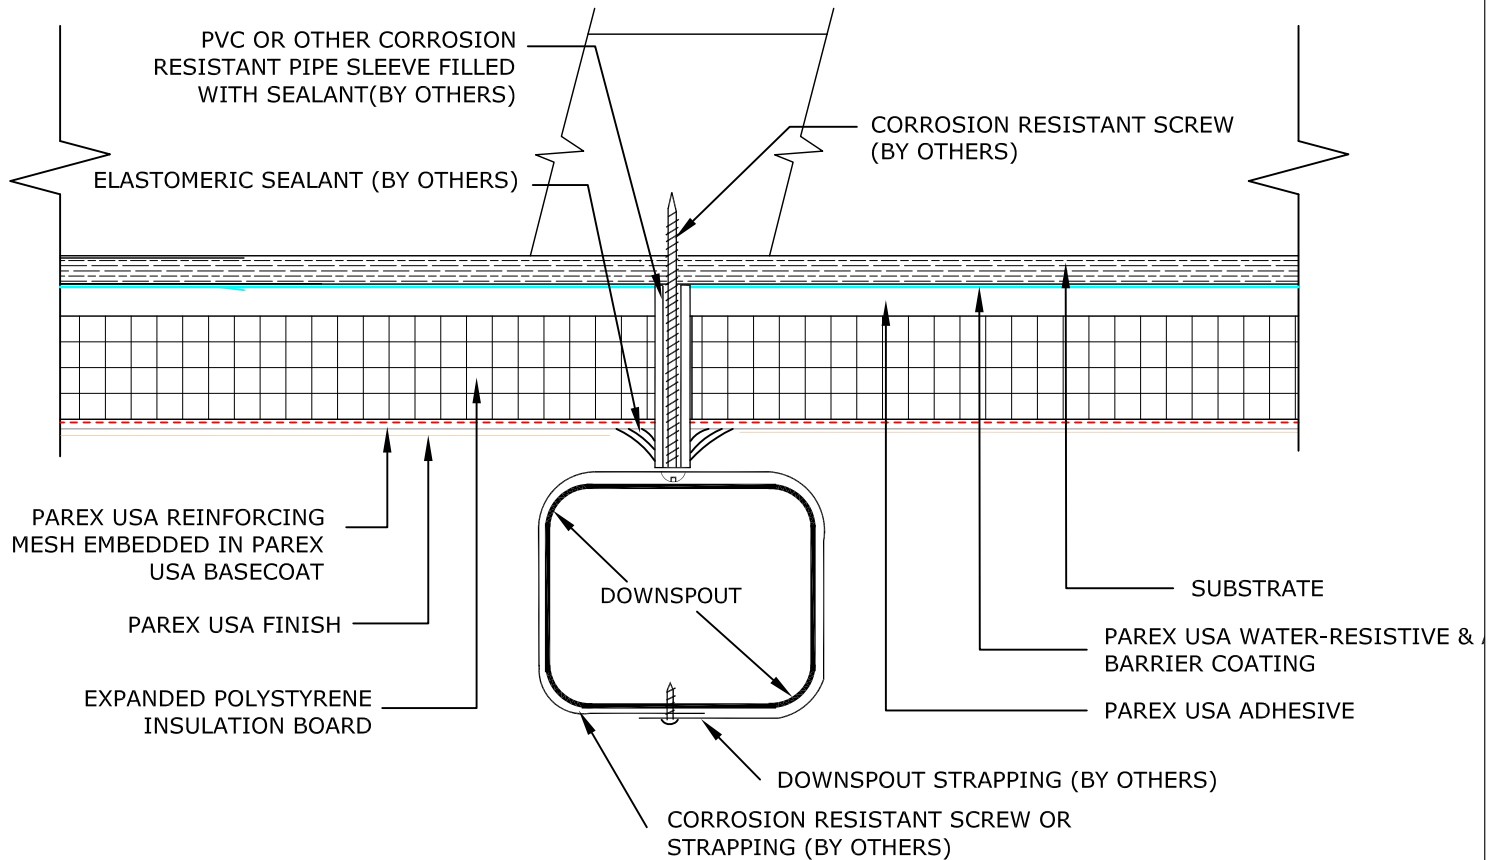 PVC OR OTHER CORROSION
RESISTANT PIPE SLEEVE FILLED
WITH SEALANT(BY OTHERS)
CORROSION RESISTANT SCREW
(BY OTHERS)
ELASTOMERIC SEALANT (BY OTHERS)
PAREX USA REINFORCING
MESH EMBEDDED IN PAREX
USA BASECOAT
PAREX USA FINISH
EXPANDED POLYSTYRENE
INSULATION BOARD
DOWNSPOUT
SUBSTRATE
PAREX USA WATER-RESISTIVE &
BARRIER COATING
PAREX USA ADHESIVE
DOWNSPOUT STRAPPING (BY OTHERS)
CORROSION RESISTANT SCREW OR
STRAPPING (BY OTHERS)